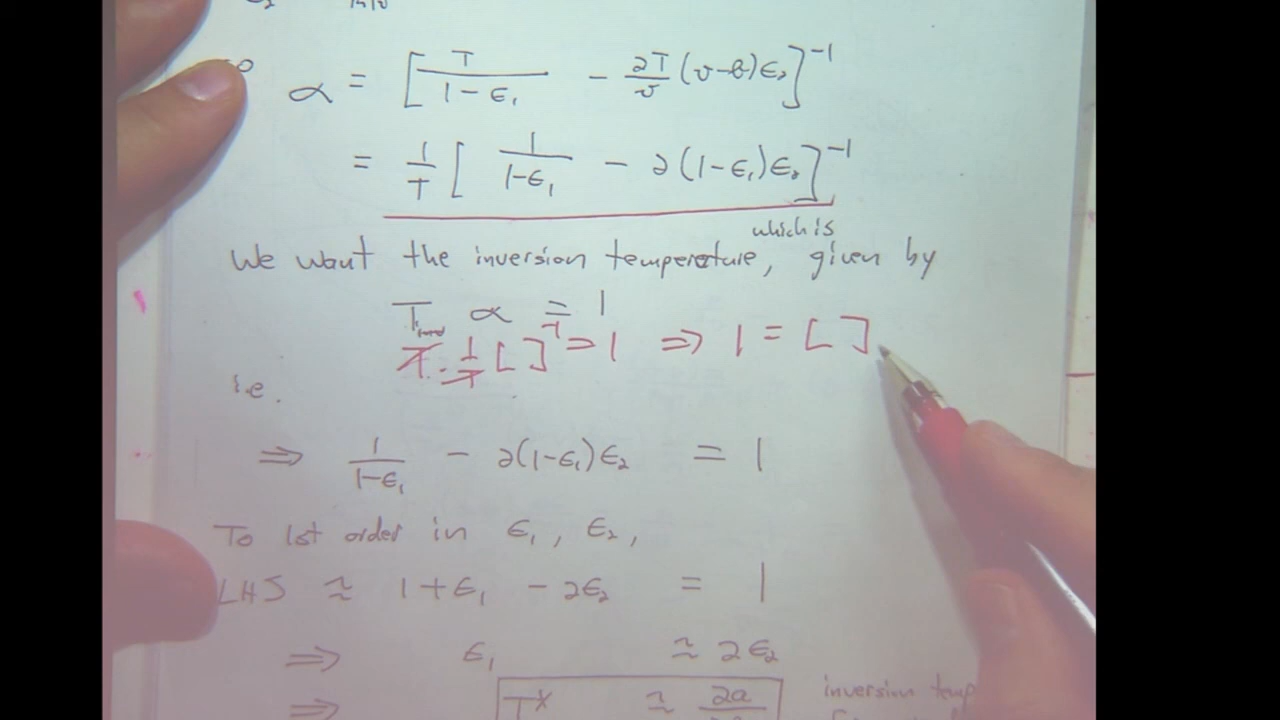 α = [ T/(1-ϵ₁) - 2T/v (v-b)ϵ₂ ]⁻¹
= 1/T [ 1/(1-ϵ₁) - 2(1-ϵ₁)ϵ₂ ]⁻¹
which is
We want the inversion temperature, given by
T α = 1
T · 1/T [ ]⁻¹ = 1 ⇒ 1 = [ ]
i.e.
⇒ 1/(1-ϵ₁) - 2(1-ϵ₁)ϵ₂ = 1
To 1st order in ϵ₁, ϵ₂,
LHS ≈ 1+ϵ₁ - 2ϵ₂ = 1
⇒ ϵ₁ ≈ 2ϵ₂
⇒ T* ≈ 2a inversion temp